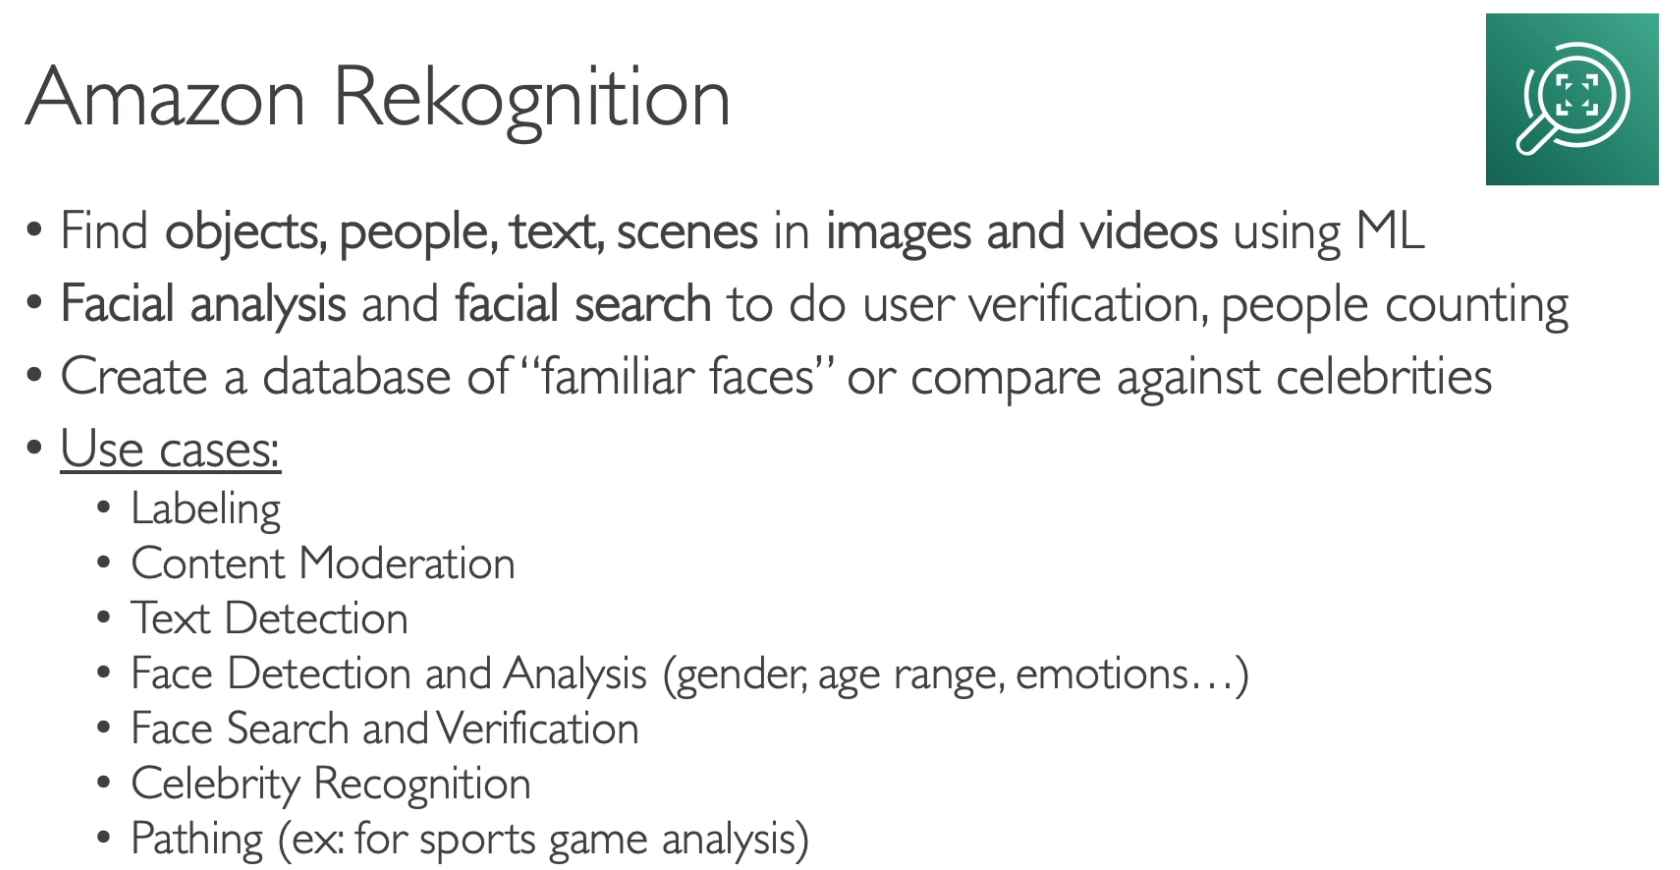 Amazon Rekognition
• Find objects, people, text, scenes in images and videos using ML
• Facial analysis and facial search to do user verification, people counting
• Create a database of “familiar faces” or compare against celebrities
• Use cases:
• Labeling
• Content Moderation
• Text Detection
• Face Detection and Analysis (gender, age range, emotions…)
• Face Search and Verification
• Celebrity Recognition
• Pathing (ex: for sports game analysis)